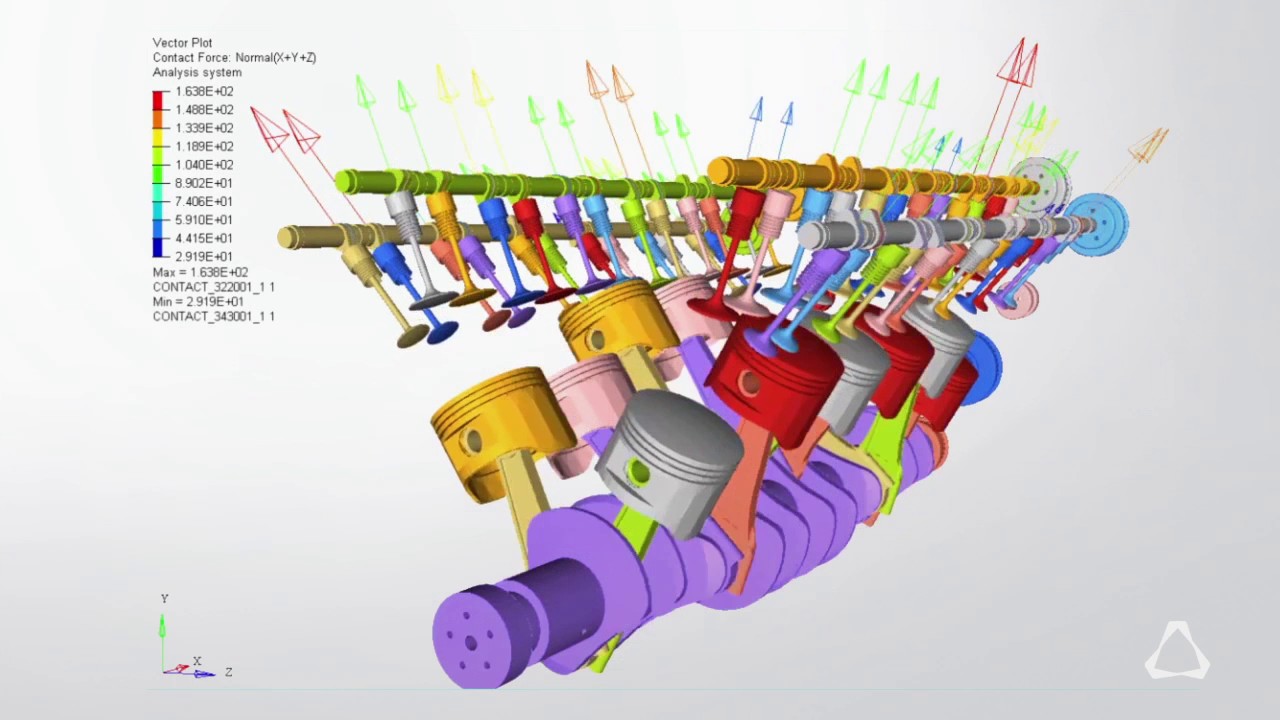 Vector Plot
Contact Force: Normal(X+Y+Z)
Analysis system
1.638E+02
1.488E+02
1.339E+02
1.189E+02
1.040E+02
8.902E+01
7.406E+01
5.910E+01
4.415E+01
2.919E+01
Max = 1.638E+02
CONTACT_322001_1 1
Min = 2.919E+01
CONTACT_343001_1 1
Y
X
Z